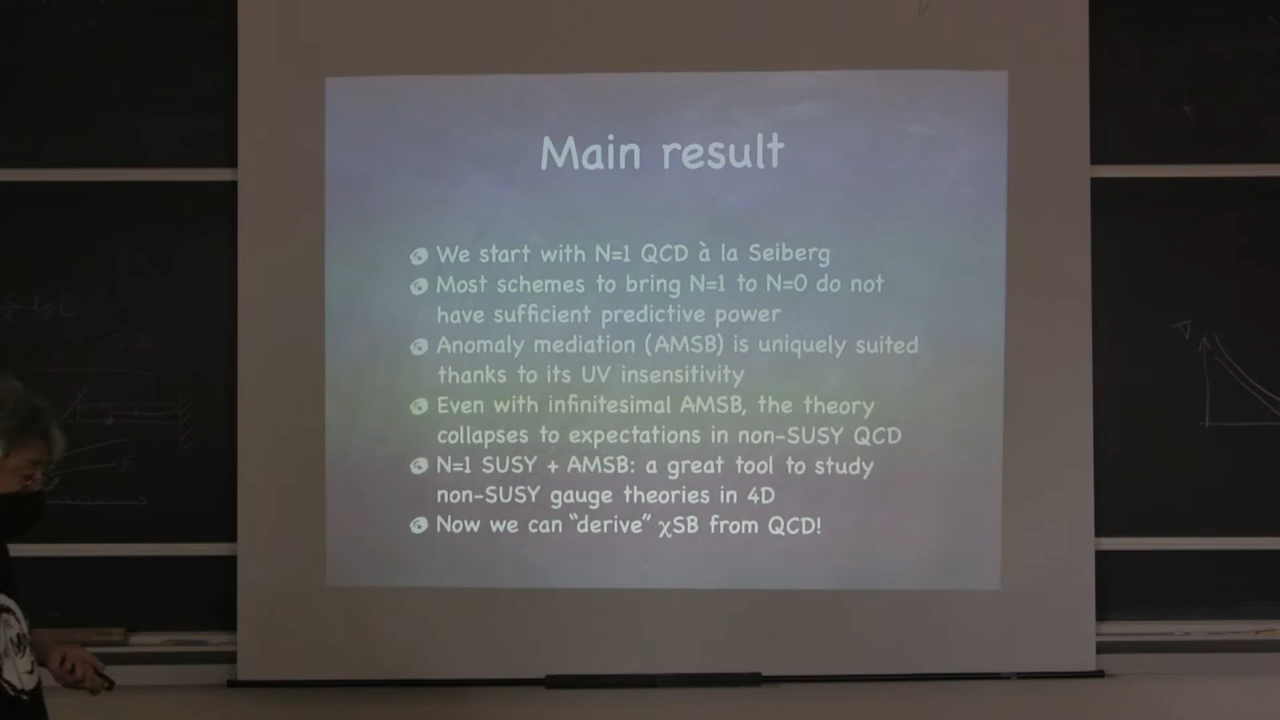 Main result
We start with N=1 QCD à la Seiberg
Most schemes to bring N=1 to N=0 do not
have sufficient predictive power
Anomaly mediation (AMSB) is uniquely suited
thanks to its UV insensitivity
Even with infinitesimal AMSB, the theory
collapses to expectations in non-SUSY QCD
N=1 SUSY + AMSB: a great tool to study
non-SUSY gauge theories in 4D
Now we can “derive” χSB from QCD!